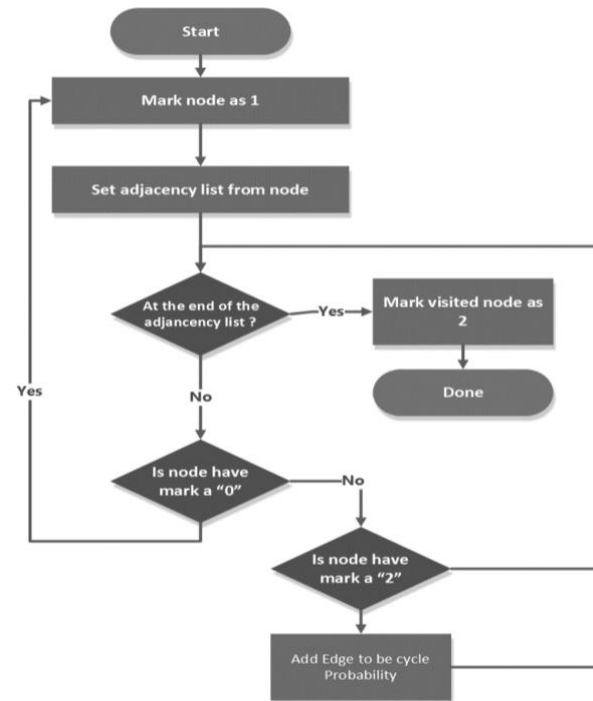 Start
Mark node as 1
Set adjacency list from node
At the end of the
adjancency list ?
Yes
Mark visited node as
2
Done
Yes
No
Is node have
mark a “0”
No
Is node have
mark a “2”
Add Edge to be cycle
Probability